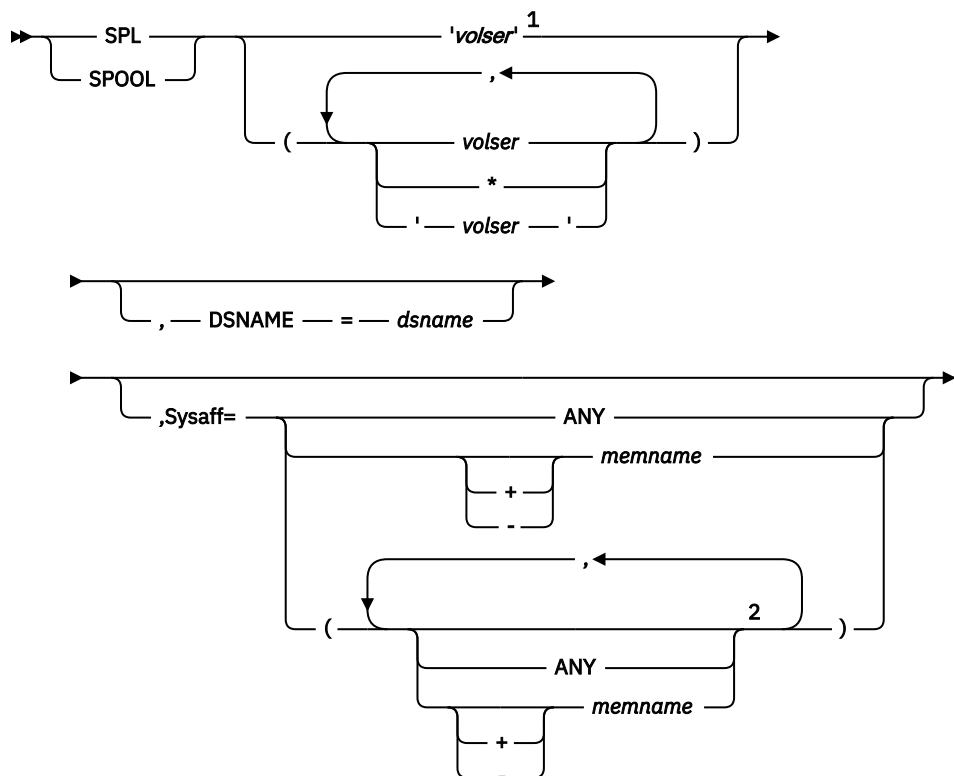 SPL 'volser' 1
SPOOL
,
( volser )
*
' volser '
, DSNAME = dsname
,Sysaff= ANY
memname
+
-
,
( 2 )
ANY
memname
+
-